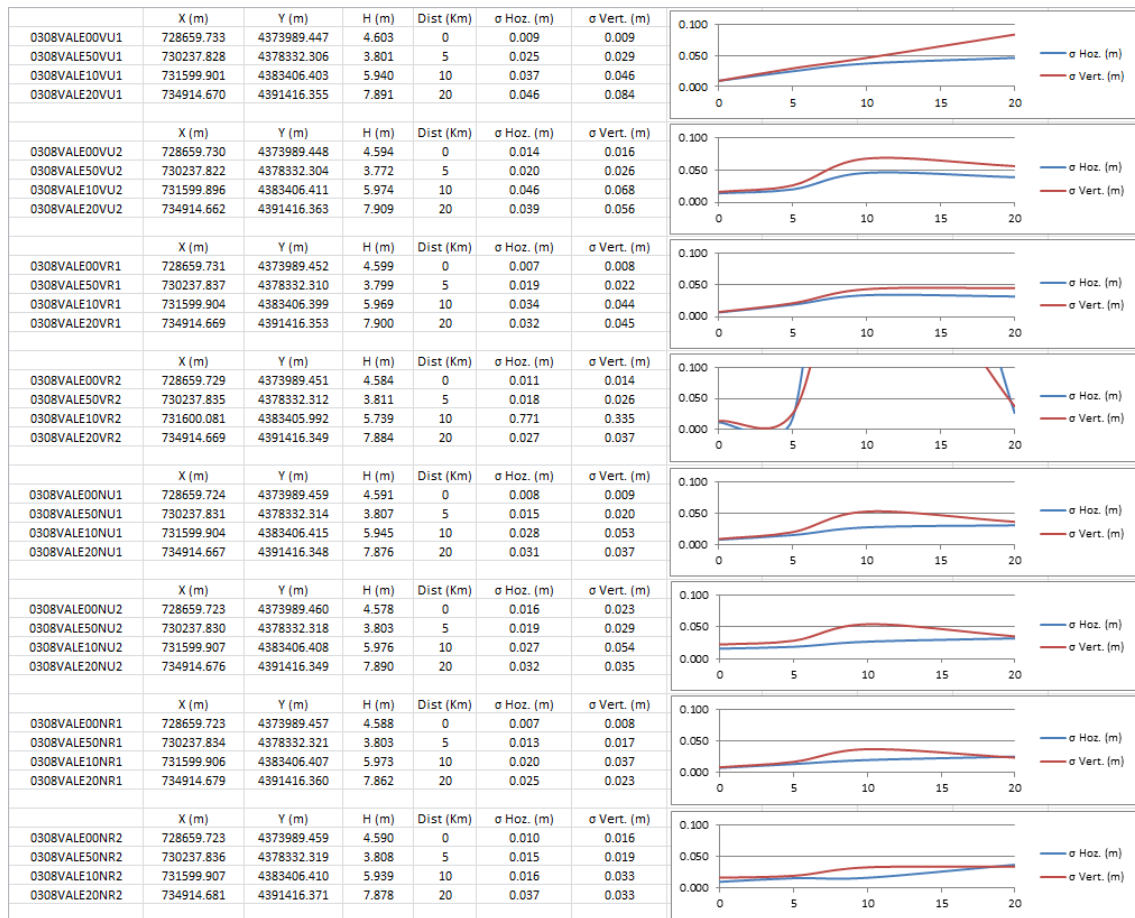 X (m) Y (m) H (m) Dist (Km) σ Hoz. (m) σ Vert. (m)
0308VALE00VU1 728659.733 4373989.447 4.603 0 0.009 0.009
0308VALE50VU1 730237.828 4378332.306 3.801 5 0.025 0.029
0308VALE10VU1 731599.901 4383406.403 5.940 10 0.037 0.046
0308VALE20VU1 734914.670 4391416.355 7.891 20 0.046 0.084
0.100
0.050
0.000
0 5 10 15 20
σ Hoz. (m)
σ Vert. (m)
X (m) Y (m) H (m) Dist (Km) σ Hoz. (m) σ Vert. (m)
0308VALE00VU2 728659.730 4373989.448 4.594 0 0.014 0.016
0308VALE50VU2 730237.822 4378332.304 3.772 5 0.020 0.026
0308VALE10VU2 731599.896 4383406.411 5.974 10 0.046 0.068
0308VALE20VU2 734914.662 4391416.363 7.909 20 0.039 0.056
0.100
0.050
0.000
0 5 10 15 20
σ Hoz. (m)
σ Vert. (m)
X (m) Y (m) H (m) Dist (Km) σ Hoz. (m) σ Vert. (m)
0308VALE00VR1 728659.731 4373989.452 4.599 0 0.007 0.008
0308VALE50VR1 730237.837 4378332.310 3.799 5 0.019 0.022
0308VALE10VR1 731599.904 4383406.399 5.969 10 0.034 0.044
0308VALE20VR1 734914.669 4391416.353 7.900 20 0.032 0.045
0.100
0.050
0.000
0 5 10 15 20
σ Hoz. (m)
σ Vert. (m)
X (m) Y (m) H (m) Dist (Km) σ Hoz. (m) σ Vert. (m)
0308VALE00VR2 728659.729 4373989.451 4.584 0 0.011 0.014
0308VALE50VR2 730237.835 4378332.312 3.811 5 0.018 0.026
0308VALE10VR2 731600.081 4383405.992 5.739 10 0.771 0.335
0308VALE20VR2 734914.669 4391416.349 7.884 20 0.027 0.037
0.100
0.050
0.000
0 5 10 15 20
σ Hoz. (m)
σ Vert. (m)
X (m) Y (m) H (m) Dist (Km) σ Hoz. (m) σ Vert. (m)
0308VALE00NU1 728659.724 4373989.459 4.591 0 0.008 0.009
0308VALE50NU1 730237.831 4378332.314 3.807 5 0.015 0.020
0308VALE10NU1 731599.904 4383406.415 5.945 10 0.028 0.053
0308VALE20NU1 734914.667 4391416.348 7.876 20 0.031 0.037
0.100
0.050
0.000
0 5 10 15 20
σ Hoz. (m)
σ Vert. (m)
X (m) Y (m) H (m) Dist (Km) σ Hoz. (m) σ Vert. (m)
0308VALE00NU2 728659.723 4373989.460 4.578 0 0.016 0.023
0308VALE50NU2 730237.830 4378332.318 3.803 5 0.019 0.029
0308VALE10NU2 731599.907 4383406.408 5.976 10 0.027 0.054
0308VALE20NU2 734914.676 4391416.349 7.890 20 0.032 0.035
0.100
0.050
0.000
0 5 10 15 20
σ Hoz. (m)
σ Vert. (m)
X (m) Y (m) H (m) Dist (Km) σ Hoz. (m) σ Vert. (m)
0308VALE00NR1 728659.723 4373989.457 4.588 0 0.007 0.008
0308VALE50NR1 730237.834 4378332.321 3.803 5 0.013 0.017
0308VALE10NR1 731599.906 4383406.407 5.973 10 0.020 0.037
0308VALE20NR1 734914.679 4391416.360 7.862 20 0.025 0.023
0.100
0.050
0.000
0 5 10 15 20
σ Hoz. (m)
σ Vert. (m)
X (m) Y (m) H (m) Dist (Km) σ Hoz. (m) σ Vert. (m)
0308VALE00NR2 728659.723 4373989.459 4.590 0 0.010 0.016
0308VALE50NR2 730237.836 4378332.319 3.808 5 0.015 0.019
0308VALE10NR2 731599.907 4383406.410 5.939 10 0.016 0.033
0308VALE20NR2 734914.681 4391416.371 7.878 20 0.037 0.033
0.100
0.050
0.000
0 5 10 15 20
σ Hoz. (m)
σ Vert. (m)